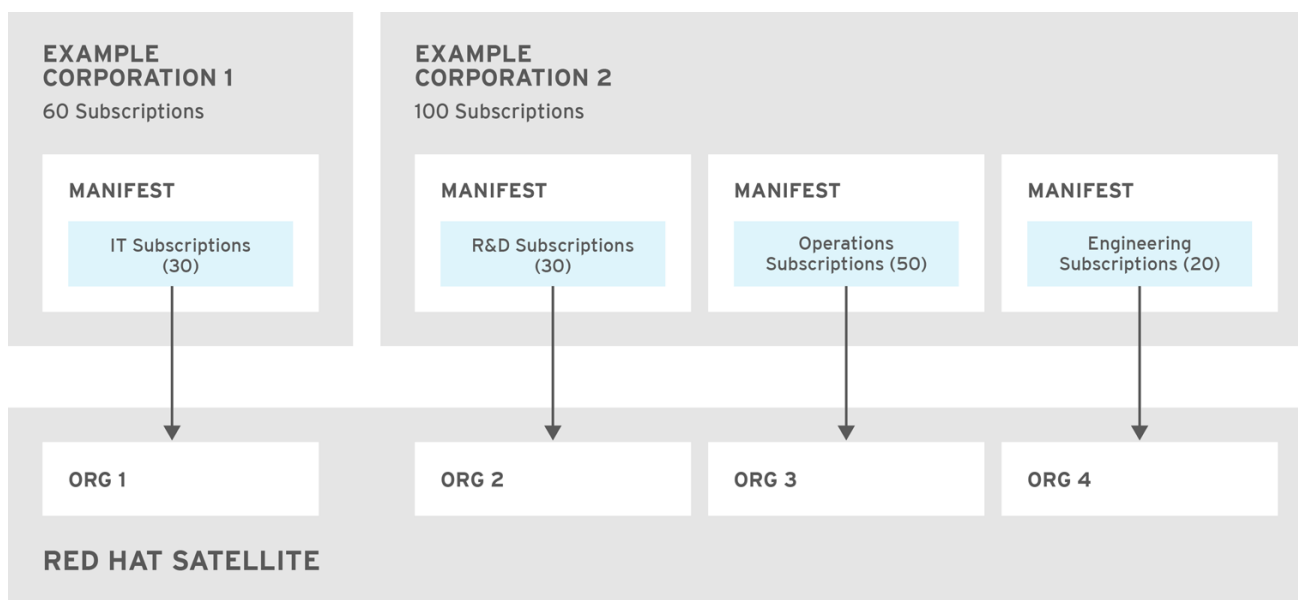 EXAMPLE
CORPORATION 1
60 Subscriptions
MANIFEST
IT Subscriptions
(30)
EXAMPLE
CORPORATION 2
100 Subscriptions
MANIFEST
R&D Subscriptions
(30)
MANIFEST
Operations
Subscriptions (50)
MANIFEST
Engineering
Subscriptions (20)
ORG 1
ORG 2
ORG 3
ORG 4
RED HAT SATELLITE